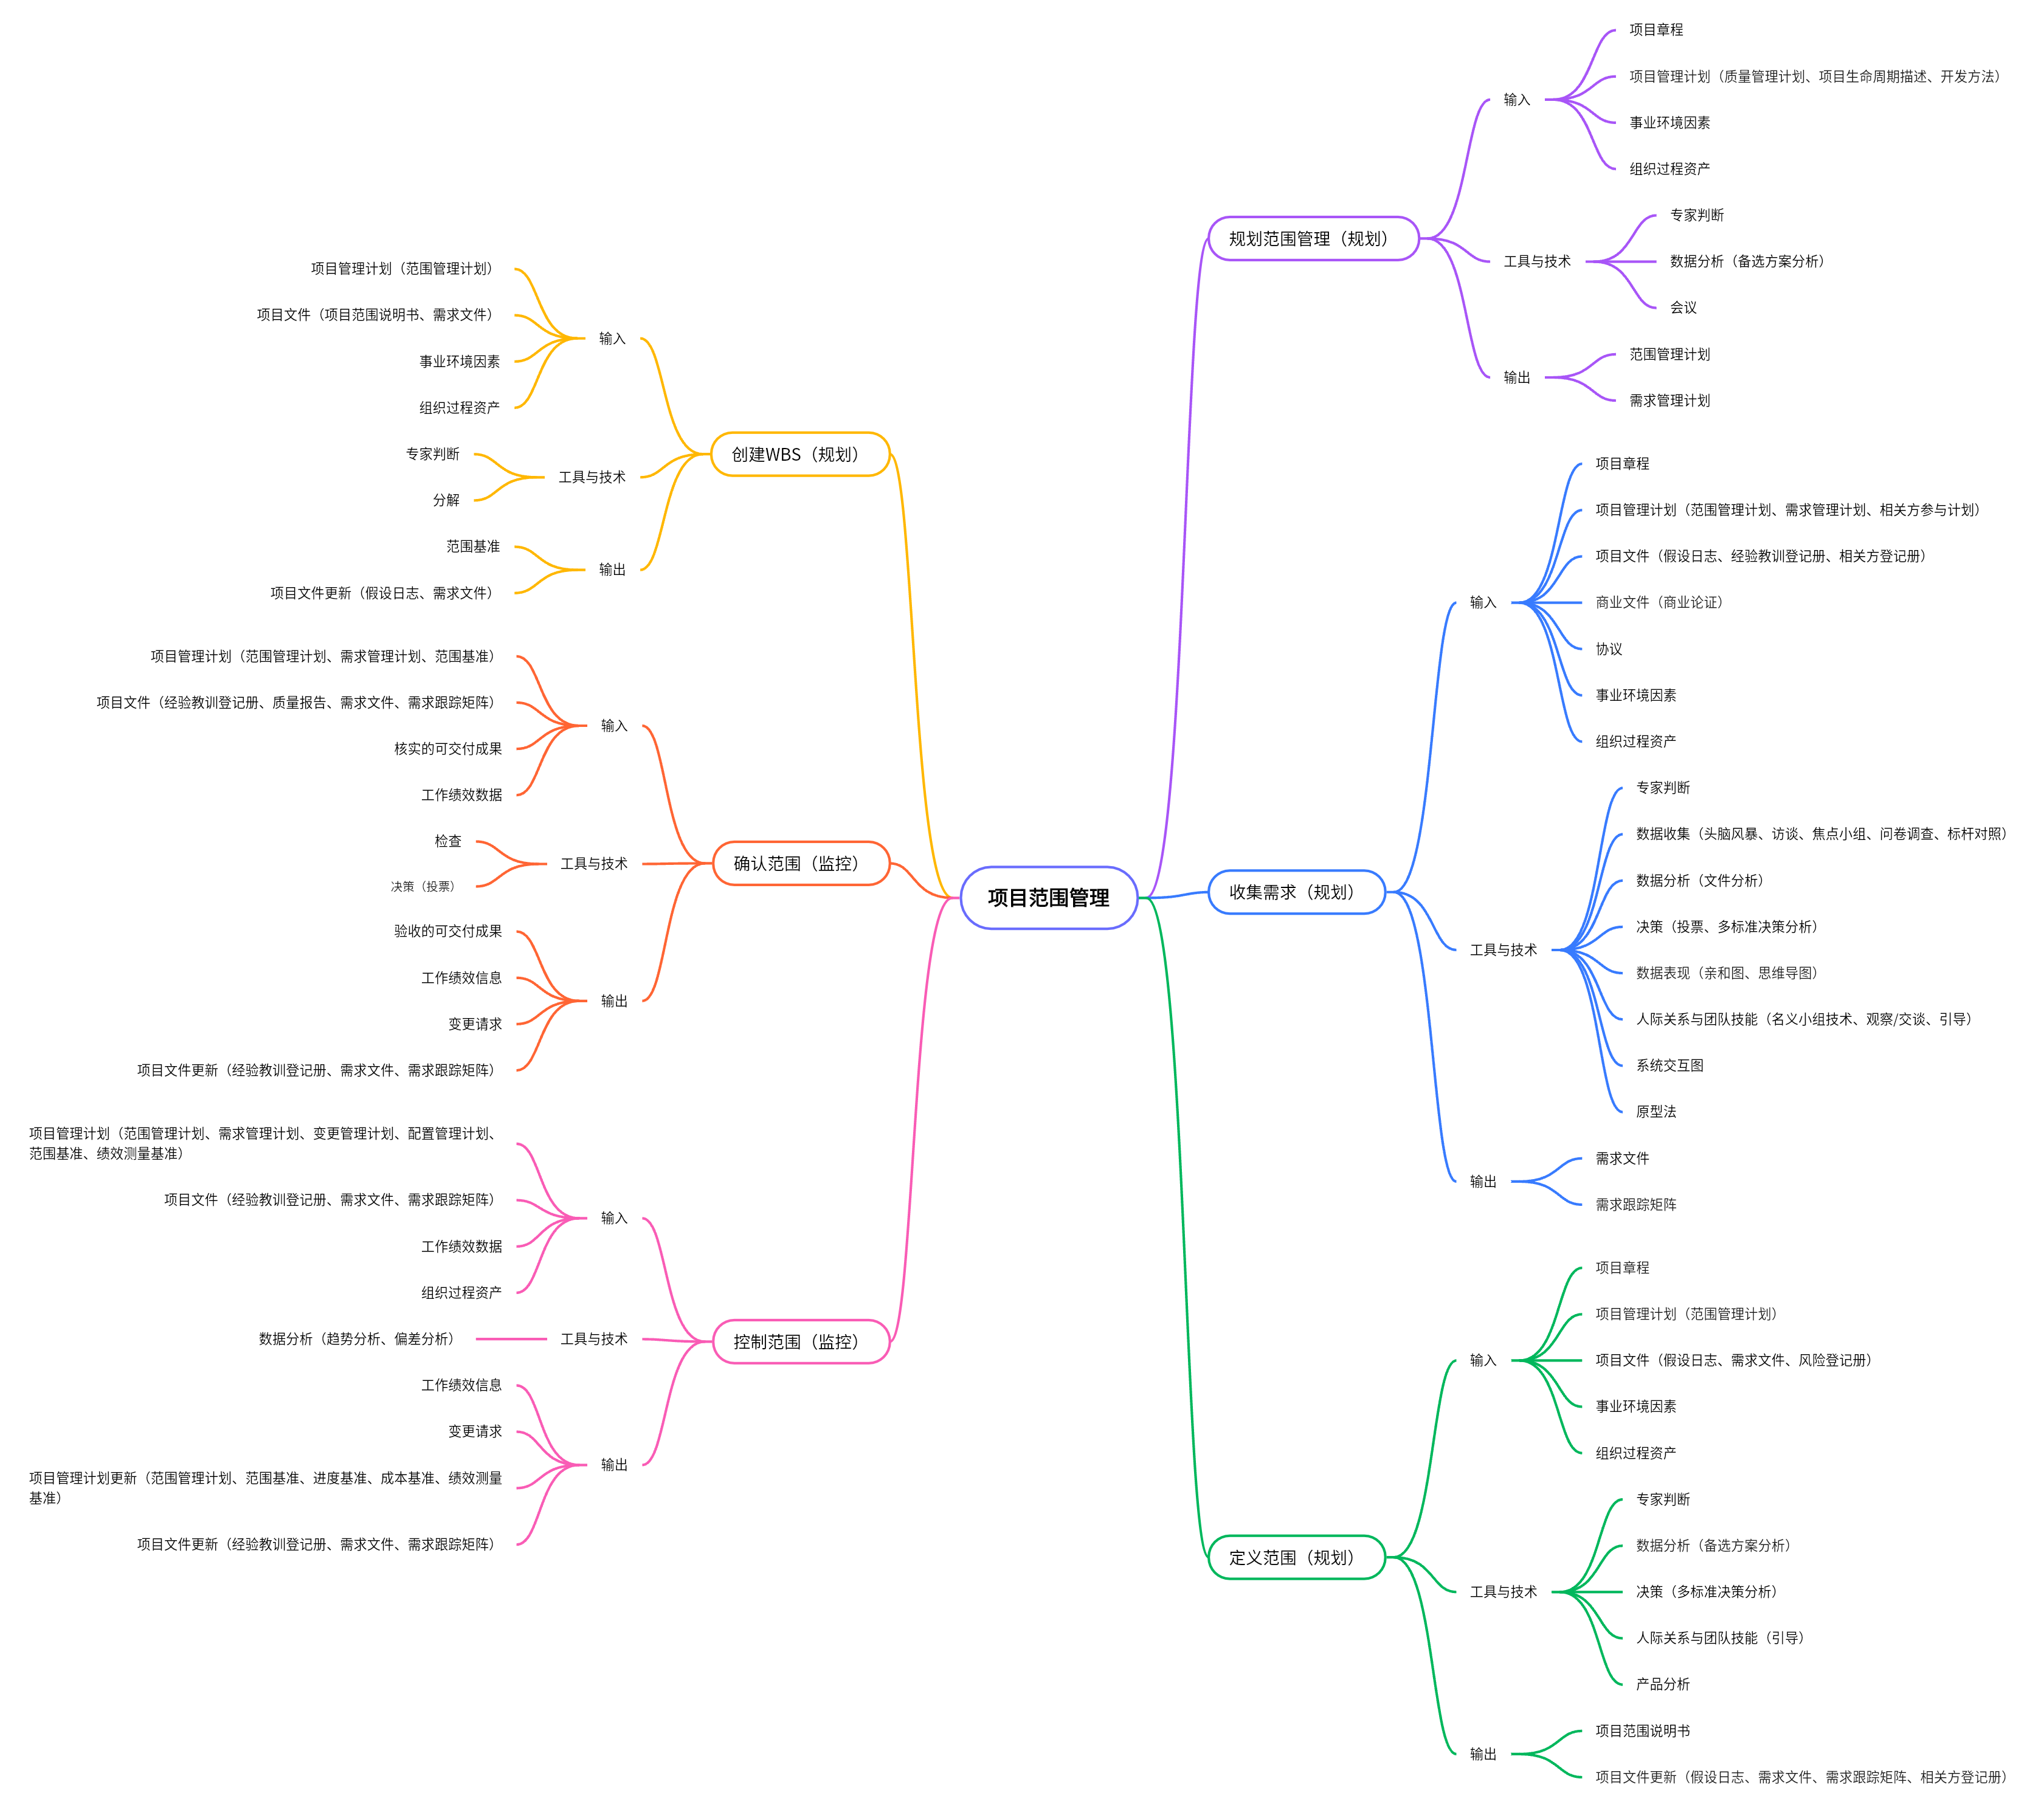 项目范围管理
规划范围管理（规划）
输入
项目章程
项目管理计划（质量管理计划、项目生命周期描述、开发方法）
事业环境因素
组织过程资产
工具与技术
专家判断
数据分析（备选方案分析）
会议
输出
范围管理计划
需求管理计划
收集需求（规划）
输入
项目章程
项目管理计划（范围管理计划、需求管理计划、相关方参与计划）
项目文件（假设日志、经验教训登记册、相关方登记册）
商业文件（商业论证）
协议
事业环境因素
组织过程资产
工具与技术
专家判断
数据收集（头脑风暴、访谈、焦点小组、问卷调查、标杆对照）
数据分析（文件分析）
决策（投票、多标准决策分析）
数据表现（亲和图、思维导图）
人际关系与团队技能（名义小组技术、观察/交谈、引导）
系统交互图
原型法
输出
需求文件
需求跟踪矩阵
定义范围（规划）
输入
项目章程
项目管理计划（范围管理计划）
项目文件（假设日志、需求文件、风险登记册）
事业环境因素
组织过程资产
工具与技术
专家判断
数据分析（备选方案分析）
决策（多标准决策分析）
人际关系与团队技能（引导）
产品分析
输出
项目范围说明书
项目文件更新（假设日志、需求文件、需求跟踪矩阵、相关方登记册）
创建WBS（规划）
输入
项目管理计划（范围管理计划）
项目文件（项目范围说明书、需求文件）
事业环境因素
组织过程资产
工具与技术
专家判断
分解
输出
范围基准
项目文件更新（假设日志、需求文件）
确认范围（监控）
输入
项目管理计划（范围管理计划、需求管理计划、范围基准）
项目文件（经验教训登记册、质量报告、需求文件、需求跟踪矩阵）
核实的可交付成果
工作绩效数据
工具与技术
检查
决策（投票）
输出
验收的可交付成果
工作绩效信息
变更请求
项目文件更新（经验教训登记册、需求文件、需求跟踪矩阵）
控制范围（监控）
输入
项目管理计划（范围管理计划、需求管理计划、变更管理计划、配置管理计划、
范围基准、绩效测量基准）
项目文件（经验教训登记册、需求文件、需求跟踪矩阵）
工作绩效数据
组织过程资产
工具与技术
数据分析（趋势分析、偏差分析）
输出
工作绩效信息
变更请求
项目管理计划更新（范围管理计划、范围基准、进度基准、成本基准、绩效测量
基准）
项目文件更新（经验教训登记册、需求文件、需求跟踪矩阵）